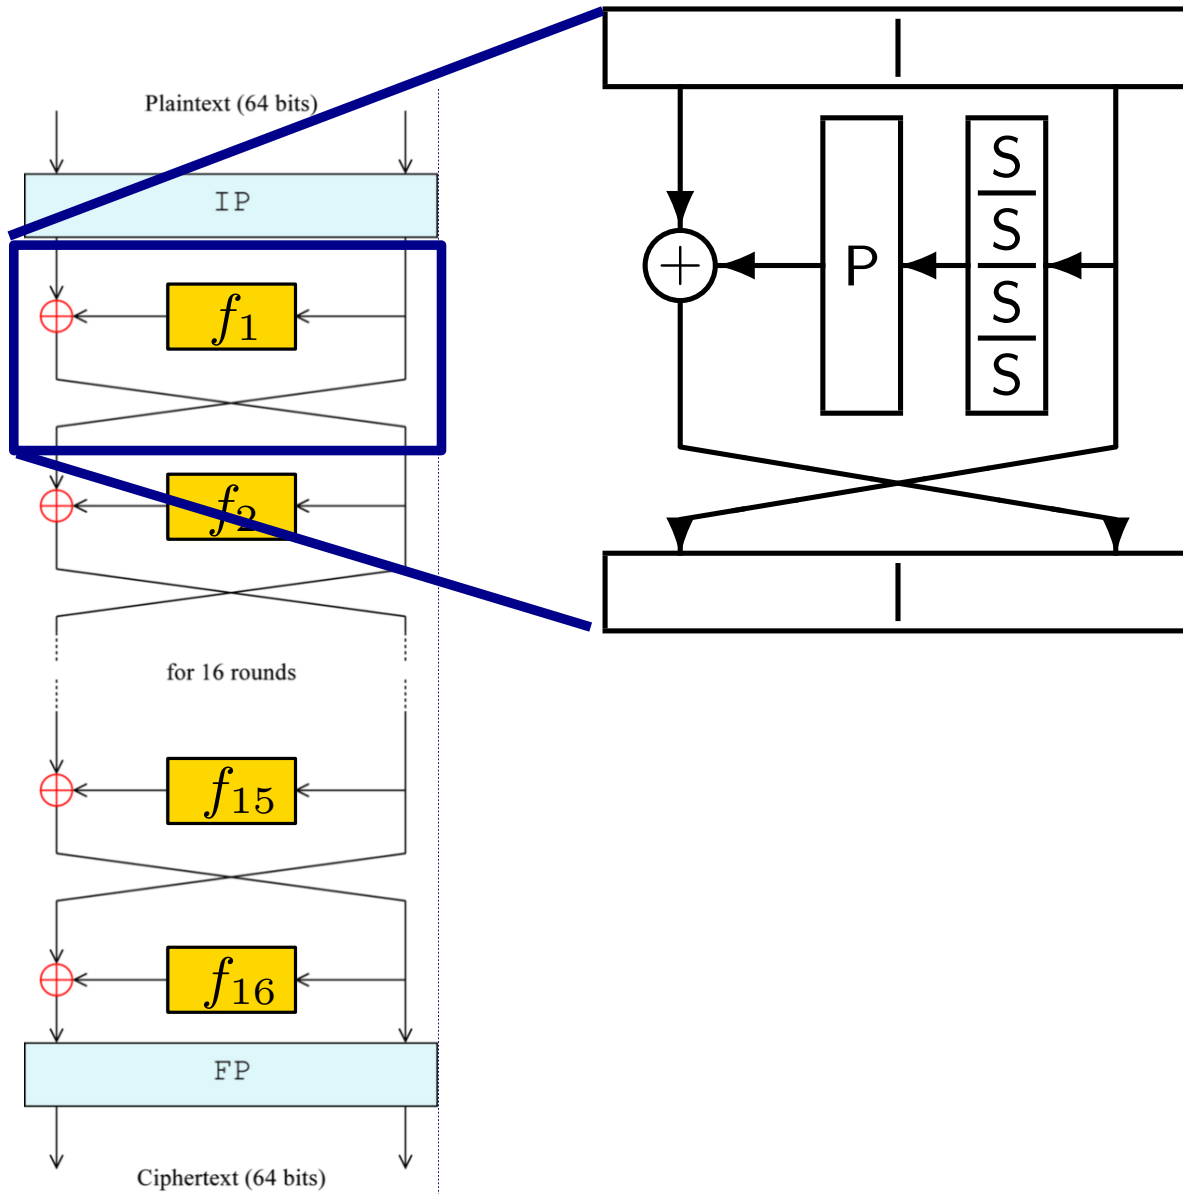 Plaintext (64 bits)
IP
f₁
f₂
for 16 rounds
f₁₅
f₁₆
FP
Ciphertext (64 bits)
P
S
S
S
S